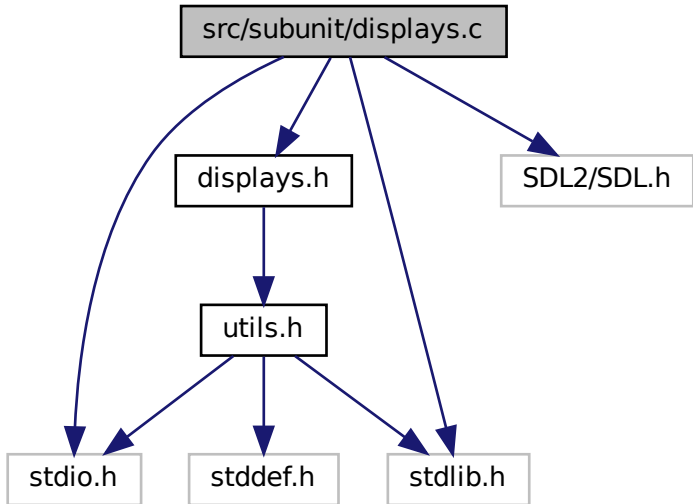 src/subunit/displays.c
displays.h
SDL2/SDL.h
utils.h
stdio.h
stddef.h
stdlib.h